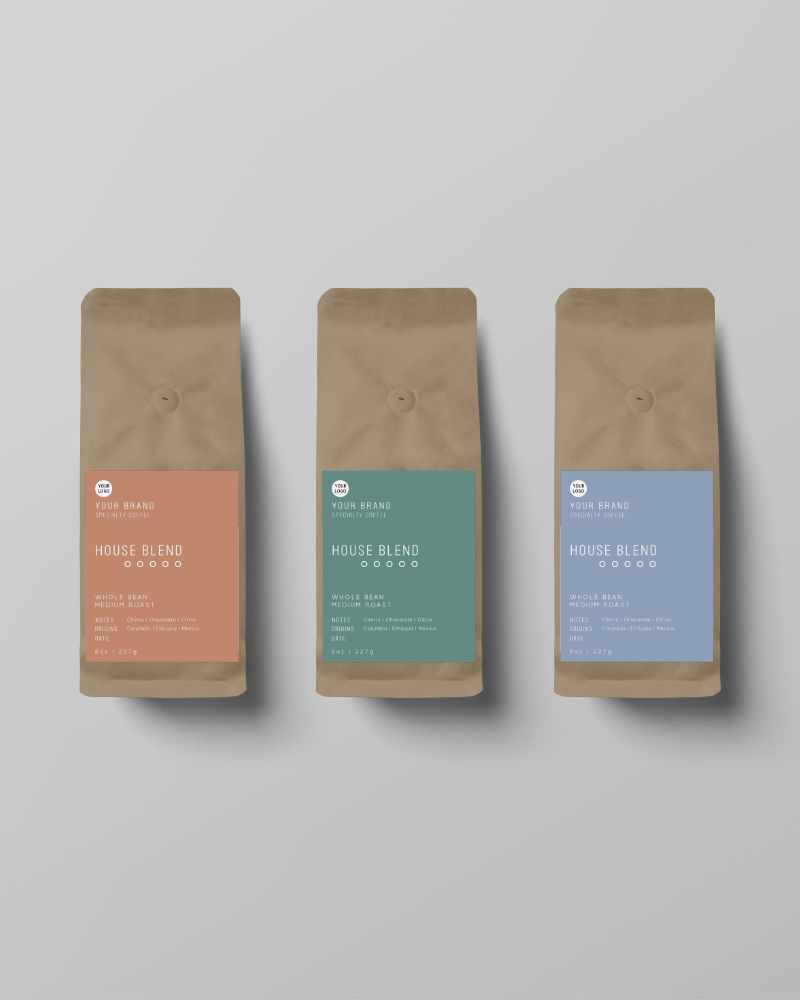 YOUR
LOGO
YOUR BRAND
SPECIALTY COFFEE
HOUSE BLEND
WHOLE BEAN
MEDIUM ROAST
NOTES Cherry | Chocolate | Citrus
ORIGINS Columbia | Ethiopia | Mexico
DATE
8oz | 227g
YOUR
LOGO
YOUR BRAND
SPECIALTY COFFEE
HOUSE BLEND
WHOLE BEAN
MEDIUM ROAST
NOTES Cherry | Chocolate | Citrus
ORIGINS Columbia | Ethiopia | Mexico
DATE
8oz | 227g
YOUR
LOGO
YOUR BRAND
SPECIALTY COFFEE
HOUSE BLEND
WHOLE BEAN
MEDIUM ROAST
NOTES Cherry | Chocolate | Citrus
ORIGINS Columbia | Ethiopia | Mexico
DATE
8oz | 227g